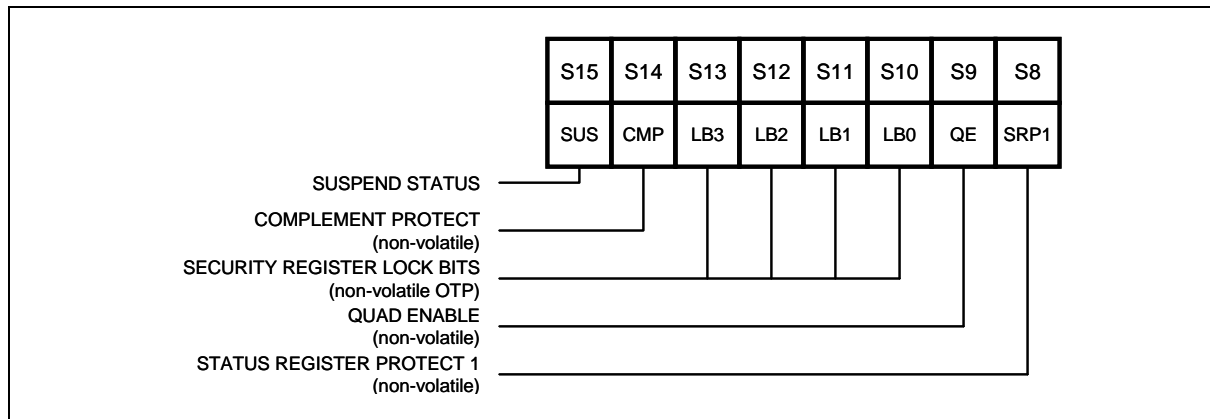 S15 S14 S13 S12 S11 S10 S9 S8
SUS CMP LB3 LB2 LB1 LB0 QE SRP1
SUSPEND STATUS
COMPLEMENT PROTECT
(non-volatile)
SECURITY REGISTER LOCK BITS
(non-volatile OTP)
QUAD ENABLE
(non-volatile)
STATUS REGISTER PROTECT 1
(non-volatile)